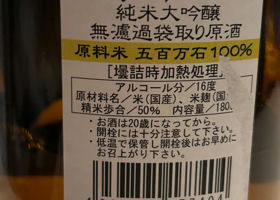 純米大吟醸
無濾過袋取り原酒
原料米 五百万石100%
[壜詰時加熱処理]
アルコール分/16度
原材料名/米(国産)、米麹(国
精米歩合/50% 内容量/180
・お酒は20歳になってから。
・開栓には十分注意して下さい。
・低温で保管し開栓後はお早めに
お召上がり下さい。